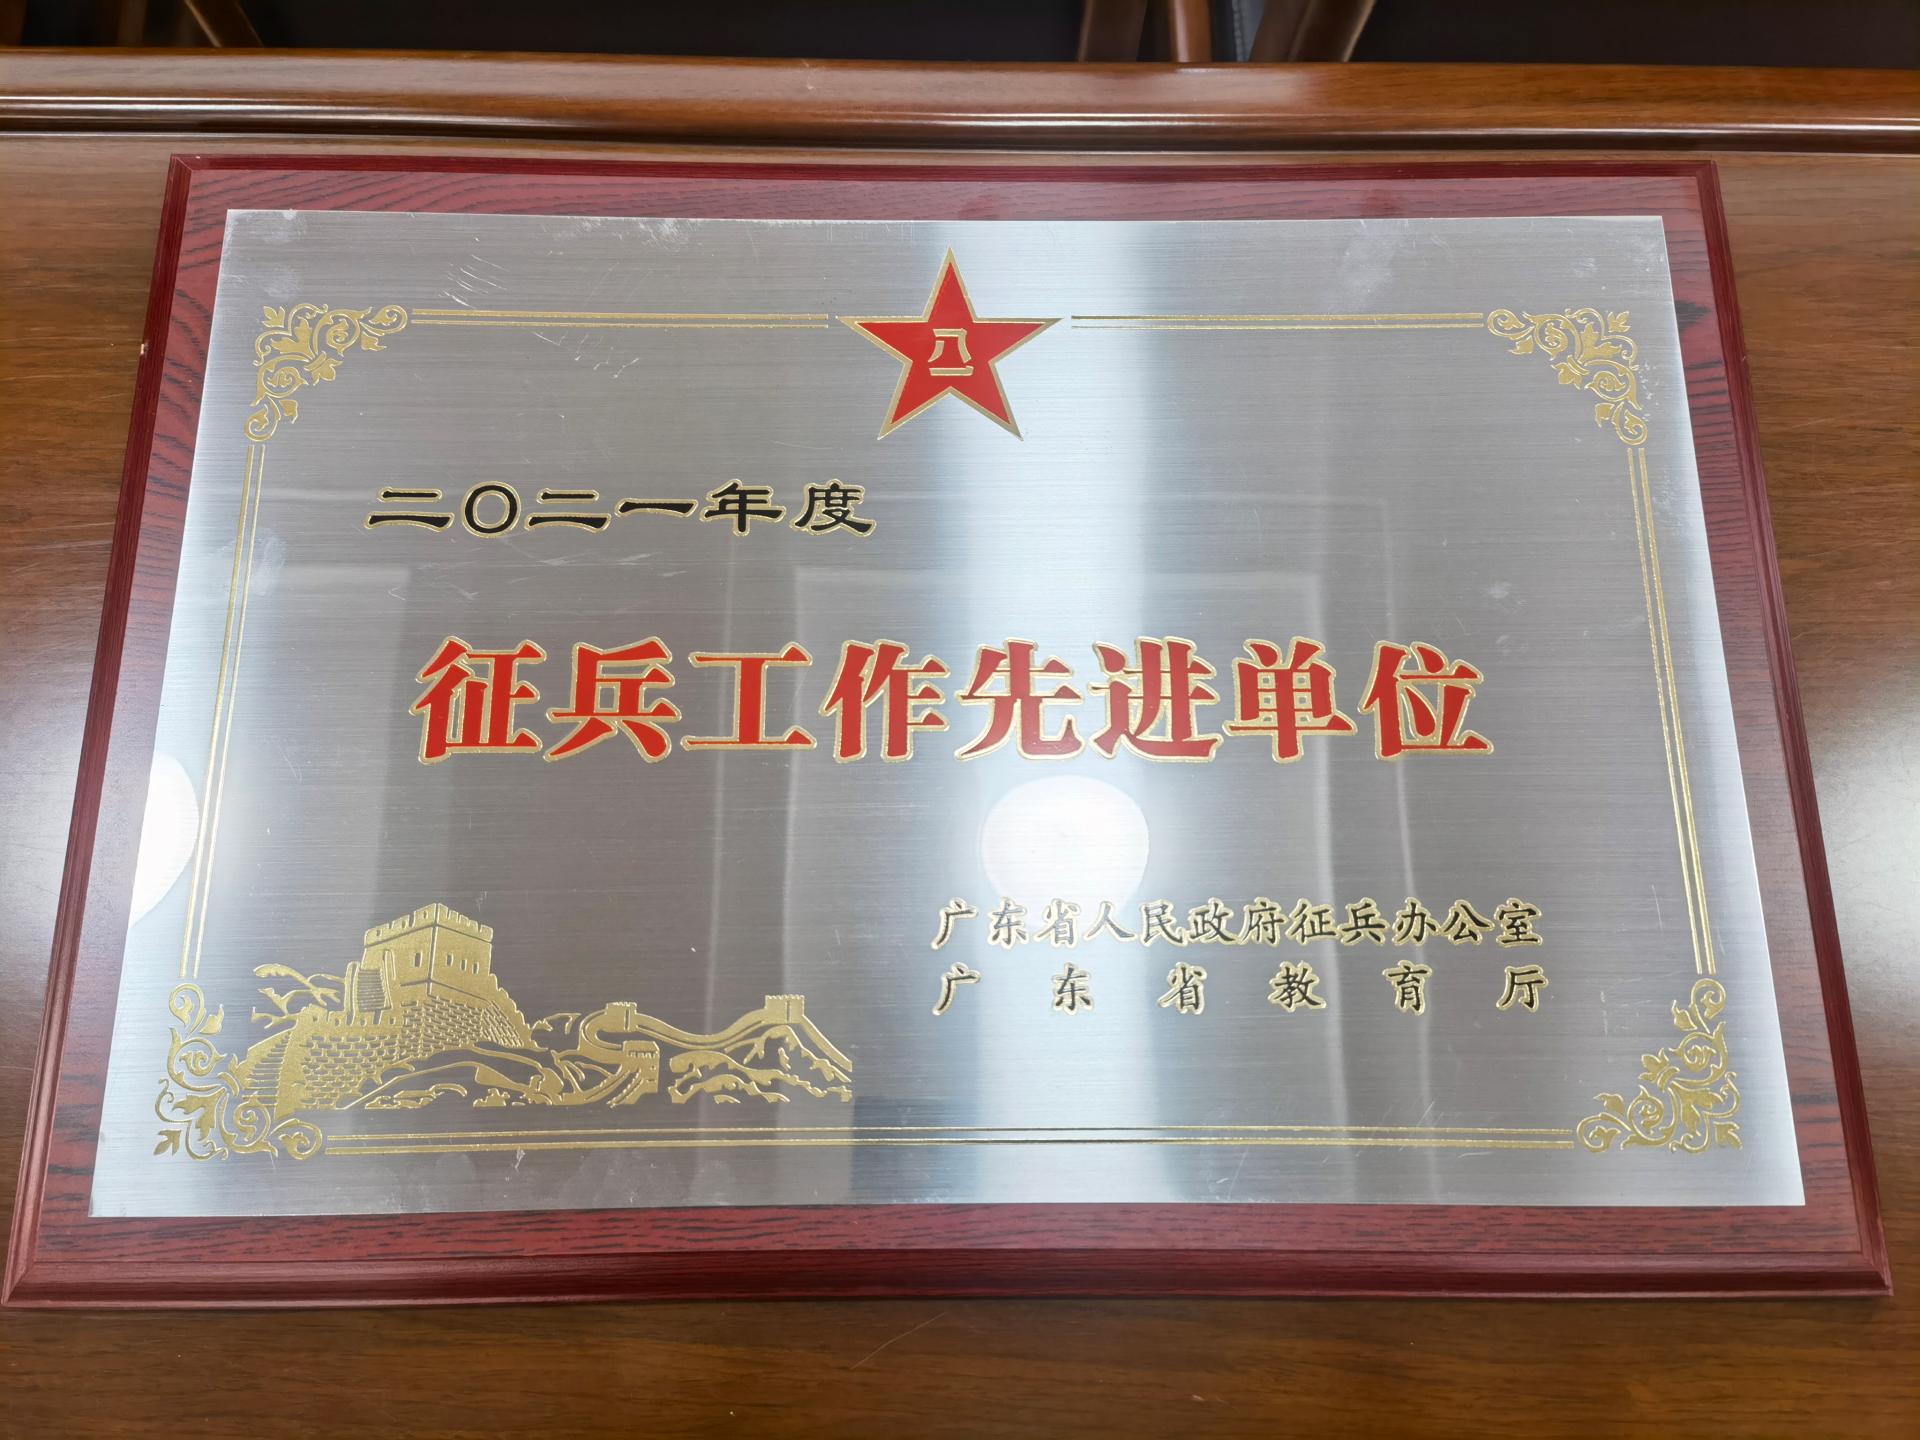 八一
二〇二一年度
征兵工作先进单位
广东省人民政府征兵办公室
广东省教育厅